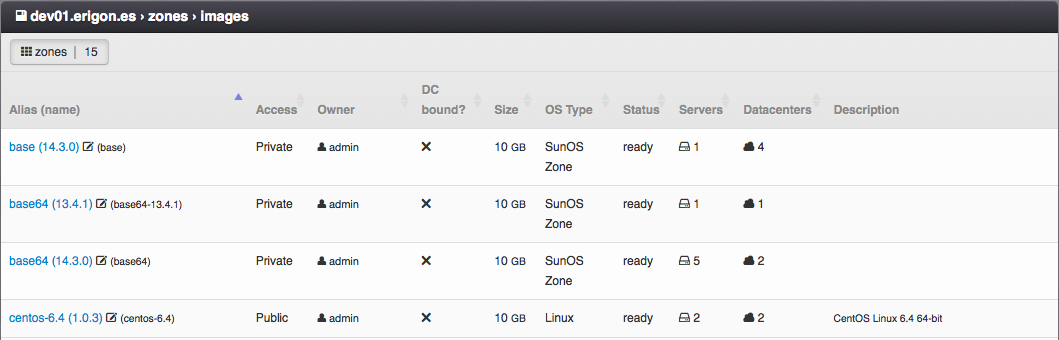 dev01.erigon.es › zones › images
zones | 15
Alias (name) Access Owner DC bound? Size OS Type Status Servers Datacenters Description
base (14.3.0) (base) Private admin 10 GB SunOS Zone ready 1 4
base64 (13.4.1) (base64-13.4.1) Private admin 10 GB SunOS Zone ready 1 1
base64 (14.3.0) (base64) Private admin 10 GB SunOS Zone ready 5 2
centos-6.4 (1.0.3) (centos-6.4) Public admin 10 GB Linux ready 2 2 CentOS Linux 6.4 64-bit